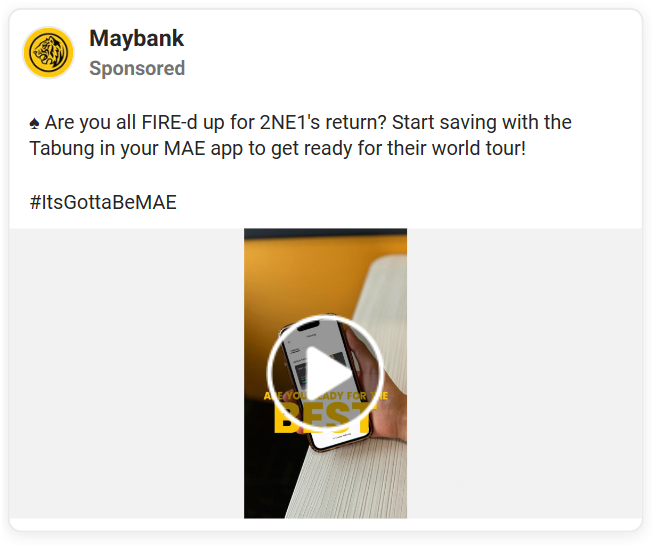 Maybank
Sponsored
♠ Are you all FIRE-d up for 2NE1's return? Start saving with the
Tabung in your MAE app to get ready for their world tour!
#ItsGottaBeMAE
ARE YOU READY FOR THE
BEST